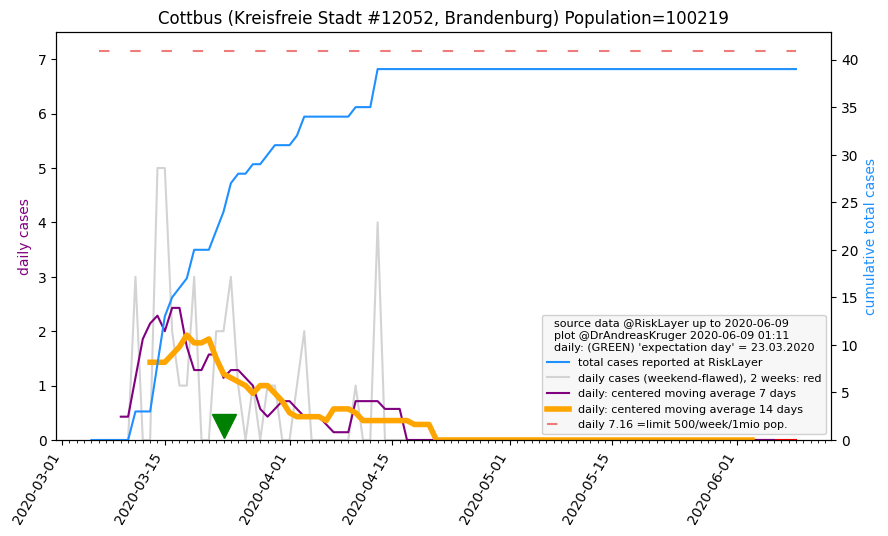 Cottbus (Kreisfreie Stadt #12052, Brandenburg) Population=100219
daily cases
7
6
5
4
3
2
1
0
40
35
30
25
20
15
10
5
0
cumulative total cases
source data @RiskLayer up to 2020-06-09
plot @DrAndreasKruger 2020-06-09 01:11
daily: (GREEN) 'expectation day' = 23.03.2020
total cases reported at RiskLayer
daily cases (weekend-flawed), 2 weeks: red
daily: centered moving average 7 days
daily: centered moving average 14 days
daily 7.16 =limit 500/week/1mio pop.
2020-03-01
2020-03-15
2020-04-01
2020-04-15
2020-05-01
2020-05-15
2020-06-01